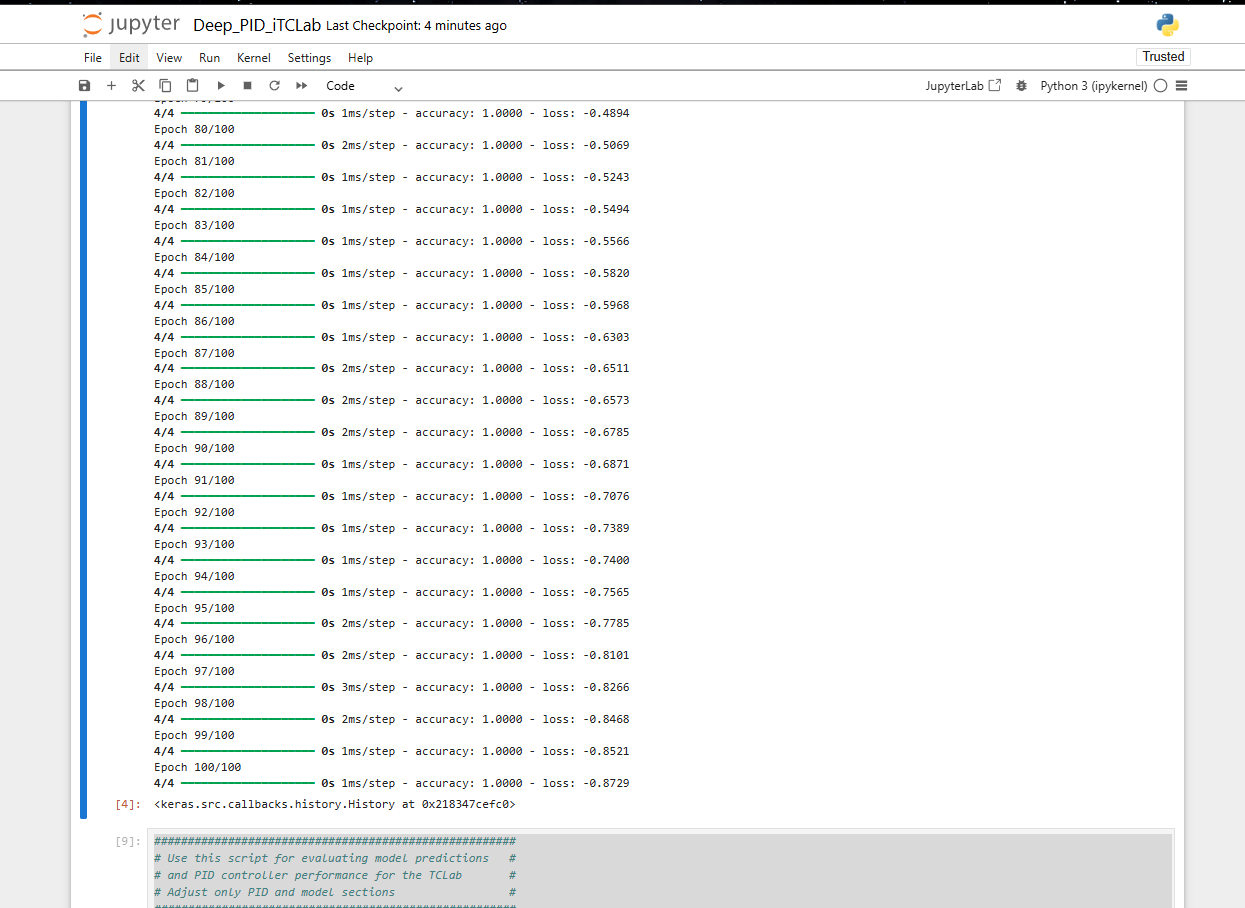 jupyter Deep_PID_iTCLab Last Checkpoint: 4 minutes ago
File Edit View Run Kernel Settings Help
Trusted
Code
JupyterLab
Python 3 (ipykernel)
4/4 0s 1ms/step - accuracy: 1.0000 - loss: -0.4894
Epoch 80/100
4/4 0s 2ms/step - accuracy: 1.0000 - loss: -0.5069
Epoch 81/100
4/4 0s 1ms/step - accuracy: 1.0000 - loss: -0.5243
Epoch 82/100
4/4 0s 1ms/step - accuracy: 1.0000 - loss: -0.5494
Epoch 83/100
4/4 0s 1ms/step - accuracy: 1.0000 - loss: -0.5566
Epoch 84/100
4/4 0s 1ms/step - accuracy: 1.0000 - loss: -0.5820
Epoch 85/100
4/4 0s 1ms/step - accuracy: 1.0000 - loss: -0.5968
Epoch 86/100
4/4 0s 1ms/step - accuracy: 1.0000 - loss: -0.6303
Epoch 87/100
4/4 0s 2ms/step - accuracy: 1.0000 - loss: -0.6511
Epoch 88/100
4/4 0s 2ms/step - accuracy: 1.0000 - loss: -0.6573
Epoch 89/100
4/4 0s 2ms/step - accuracy: 1.0000 - loss: -0.6785
Epoch 90/100
4/4 0s 1ms/step - accuracy: 1.0000 - loss: -0.6871
Epoch 91/100
4/4 0s 1ms/step - accuracy: 1.0000 - loss: -0.7076
Epoch 92/100
4/4 0s 1ms/step - accuracy: 1.0000 - loss: -0.7389
Epoch 93/100
4/4 0s 1ms/step - accuracy: 1.0000 - loss: -0.7400
Epoch 94/100
4/4 0s 1ms/step - accuracy: 1.0000 - loss: -0.7565
Epoch 95/100
4/4 0s 2ms/step - accuracy: 1.0000 - loss: -0.7785
Epoch 96/100
4/4 0s 2ms/step - accuracy: 1.0000 - loss: -0.8101
Epoch 97/100
4/4 0s 3ms/step - accuracy: 1.0000 - loss: -0.8266
Epoch 98/100
4/4 0s 2ms/step - accuracy: 1.0000 - loss: -0.8468
Epoch 99/100
4/4 0s 1ms/step - accuracy: 1.0000 - loss: -0.8521
Epoch 100/100
4/4 0s 1ms/step - accuracy: 1.0000 - loss: -0.8729
[4]: <keras.src.callbacks.history.History at 0x218347cefc0>
[9]: ######################################################
# Use this script for evaluating model predictions #
# and PID controller performance for the TCLab #
# Adjust only PID and model sections #